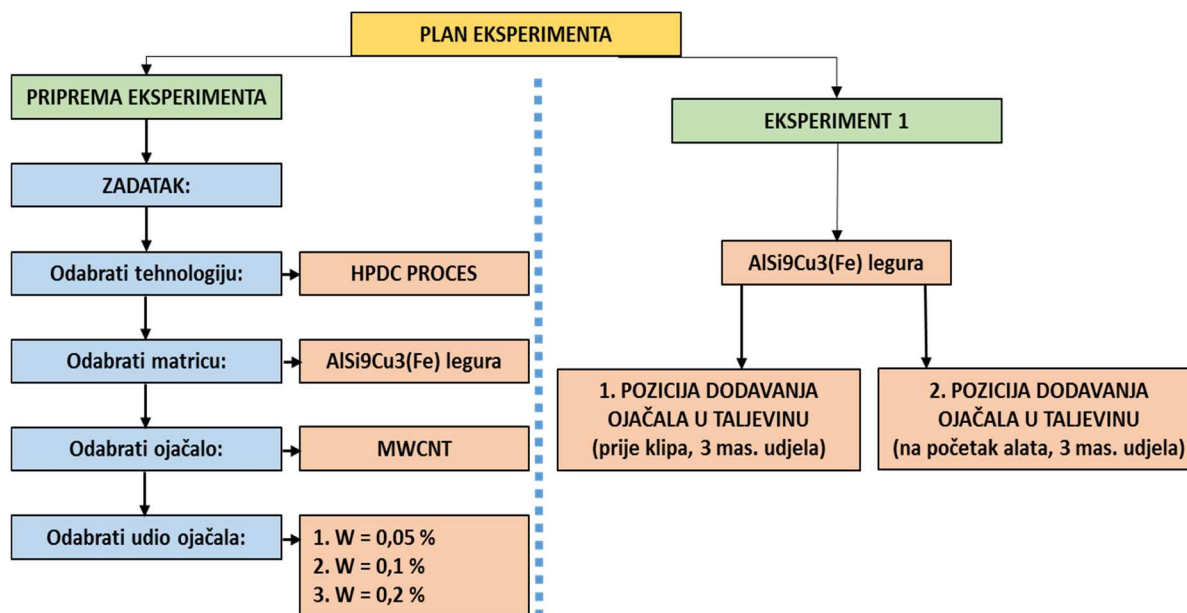 PLAN EKSPERIMENTA
PRIPREMA EKSPERIMENTA
ZADATAK:
Odabrati tehnologiju:
HPDC PROCES
Odabrati matricu:
AlSi9Cu3(Fe) legura
Odabrati ojačalo:
MWCNT
Odabrati udio ojačala:
1. W = 0,05 %
2. W = 0,1 %
3. W = 0,2 %
EKSPERIMENT 1
AlSi9Cu3(Fe) legura
1. POZICIJA DODAVANJA
OJAČALA U TALJEVINU
(prije klipa, 3 mas. udjela)
2. POZICIJA DODAVANJA
OJAČALA U TALJEVINU
(na početak alata, 3 mas. udjela)